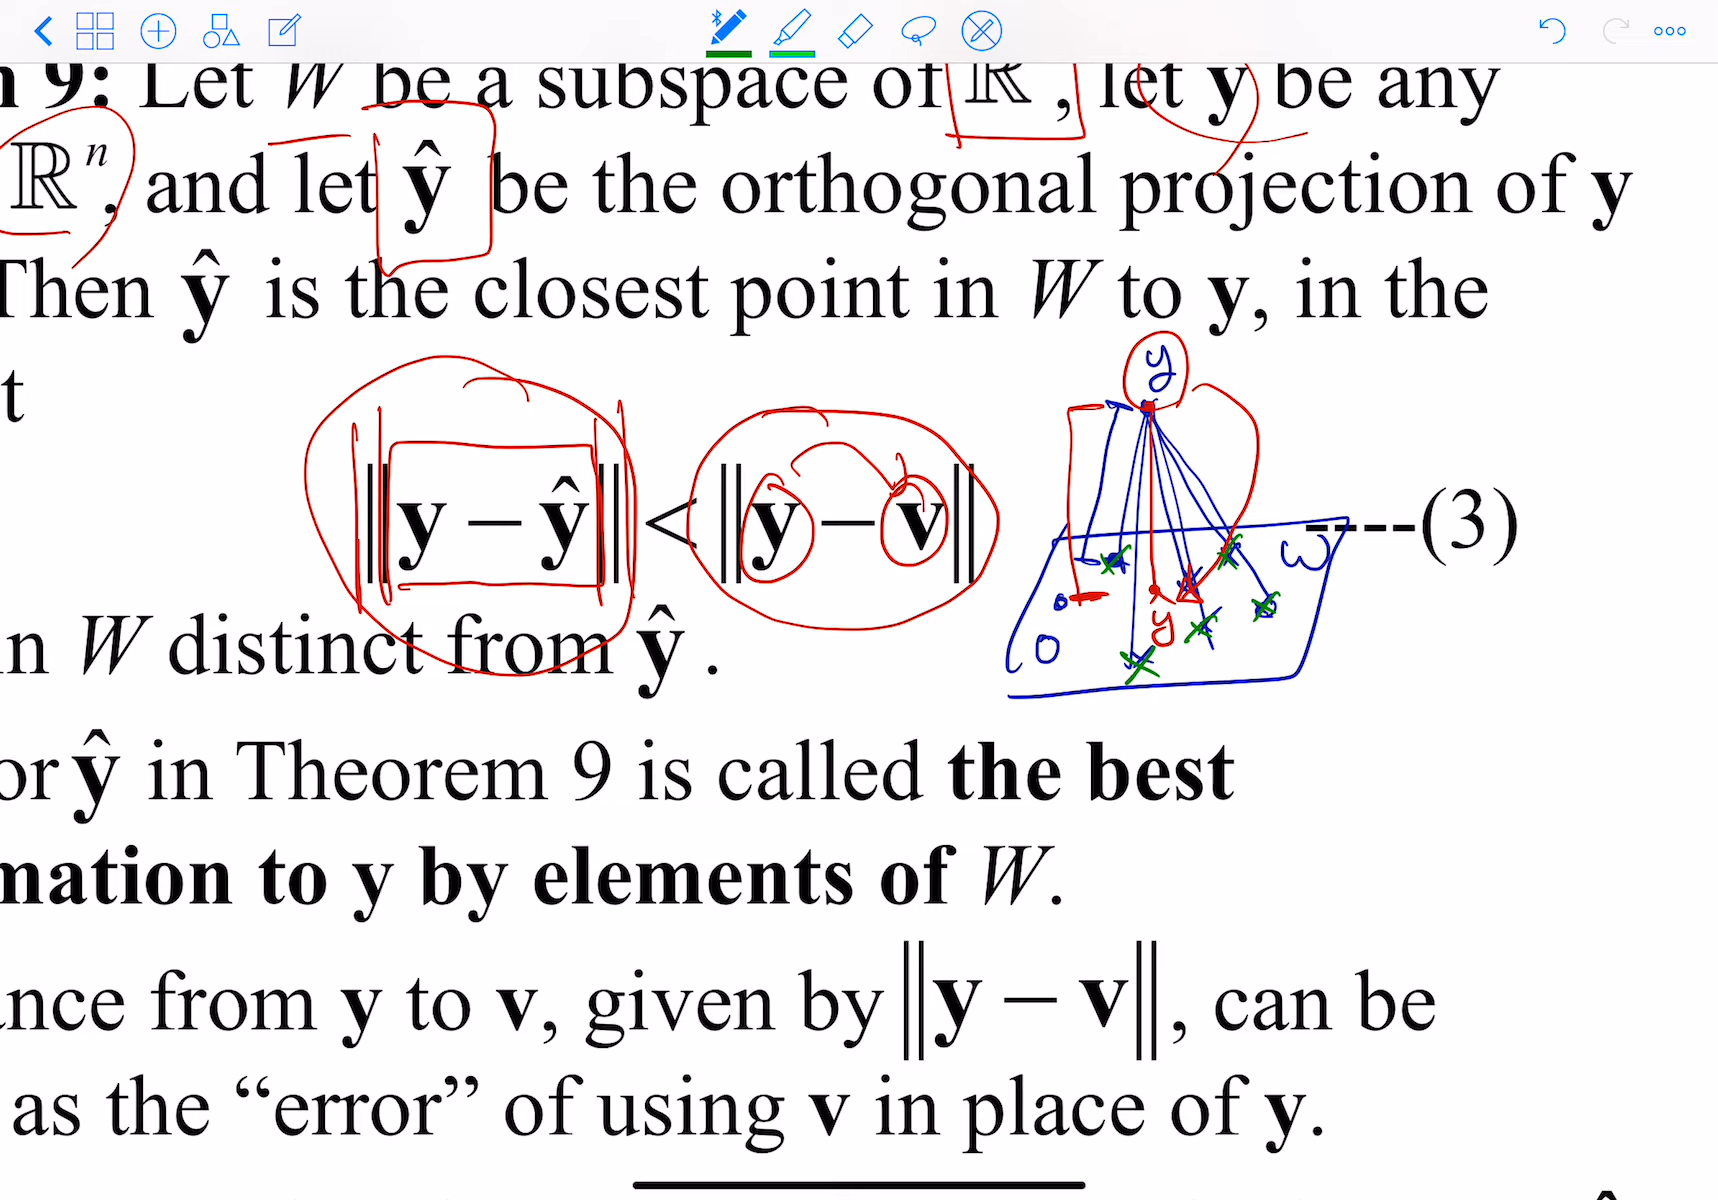 9: Let W be a subspace of ℝ , let y be any
ℝⁿ, and let ŷ be the orthogonal projection of y
Then ŷ is the closest point in W to y, in the
t
y
‖y − ŷ‖ < ‖y − v‖ ----(3)
W
y
0
in W distinct from ŷ .
or ŷ in Theorem 9 is called the best
mation to y by elements of W.
ance from y to v, given by ‖y − v‖, can be
as the “error” of using v in place of y.